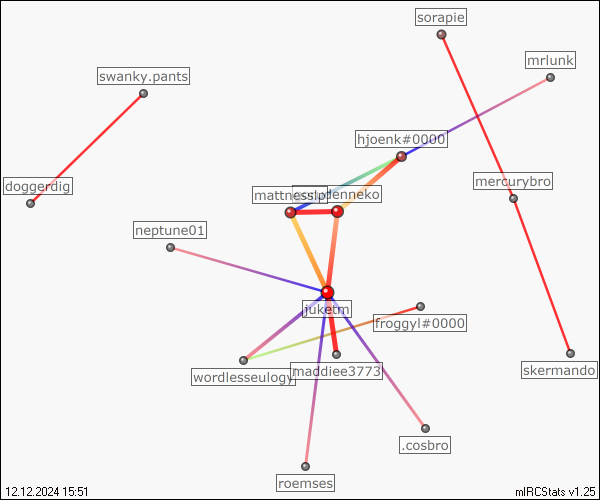 sorapie
mrlunk
swanky.pants
hjoenk#0000
mercurybro
doggerdig
neptune01
juketm
froggyl#0000
skermando
wordlesseulogy
maddiee3773
.cosbro
roemses
12.12.2024 15:51
mIRCStats v1.25